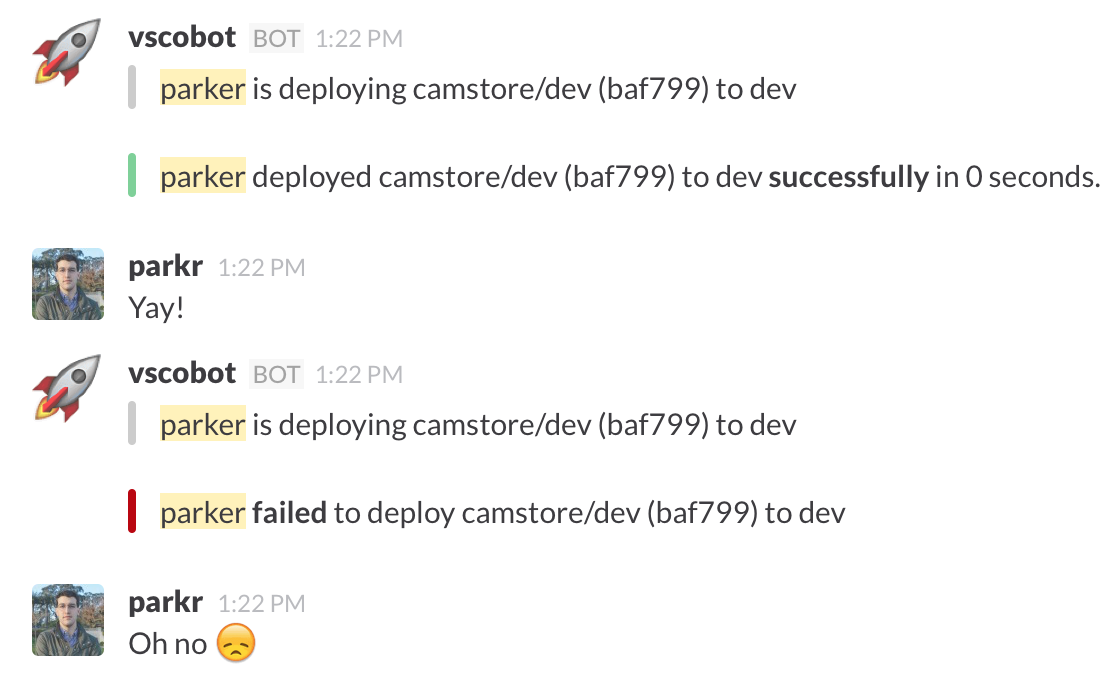 vscobot BOT 1:22 PM
parker is deploying camstore/dev (baf799) to dev
parker deployed camstore/dev (baf799) to dev successfully in 0 seconds.
parkr 1:22 PM
Yay!
vscobot BOT 1:22 PM
parker is deploying camstore/dev (baf799) to dev
parker failed to deploy camstore/dev (baf799) to dev
parkr 1:22 PM
Oh no 😞